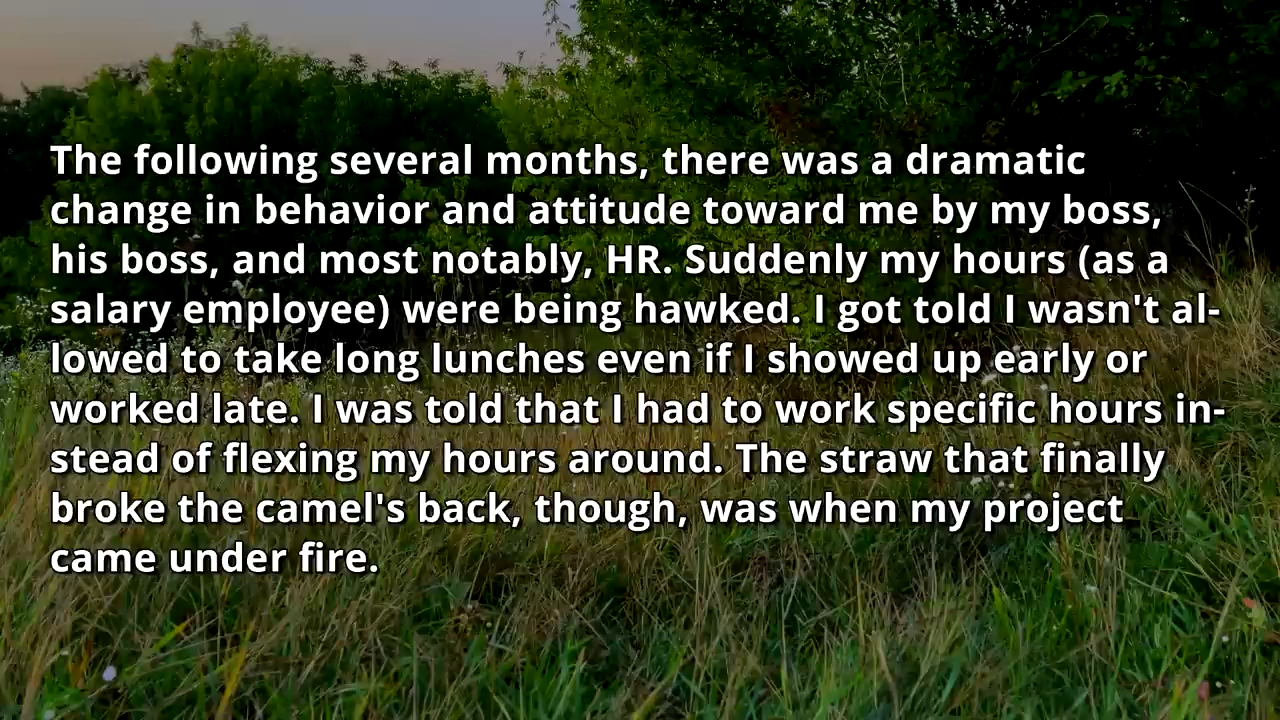 The following several months, there was a dramatic
change in behavior and attitude toward me by my boss,
his boss, and most notably, HR. Suddenly my hours (as a
salary employee) were being hawked. I got told I wasn't al-
lowed to take long lunches even if I showed up early or
worked late. I was told that I had to work specific hours in-
stead of flexing my hours around. The straw that finally
broke the camel's back, though, was when my project
came under fire.